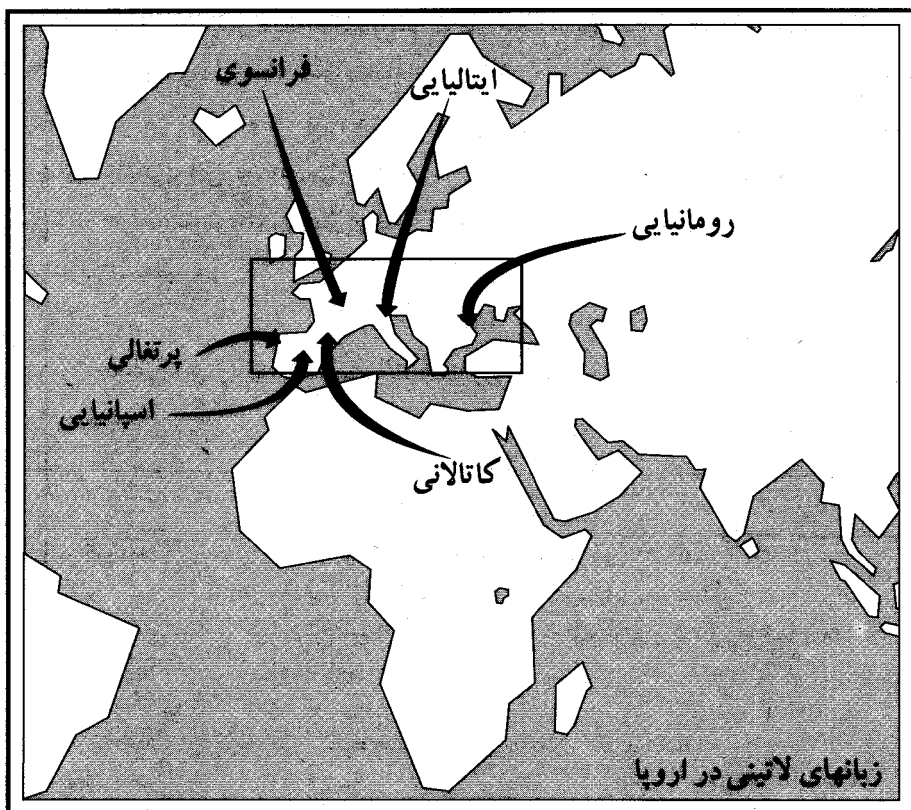 فرانسوی
ایتالیایی
رومانیایی
پرتغالی
اسپانیایی
کاتالانی
زبانهای لاتینی در اروپا